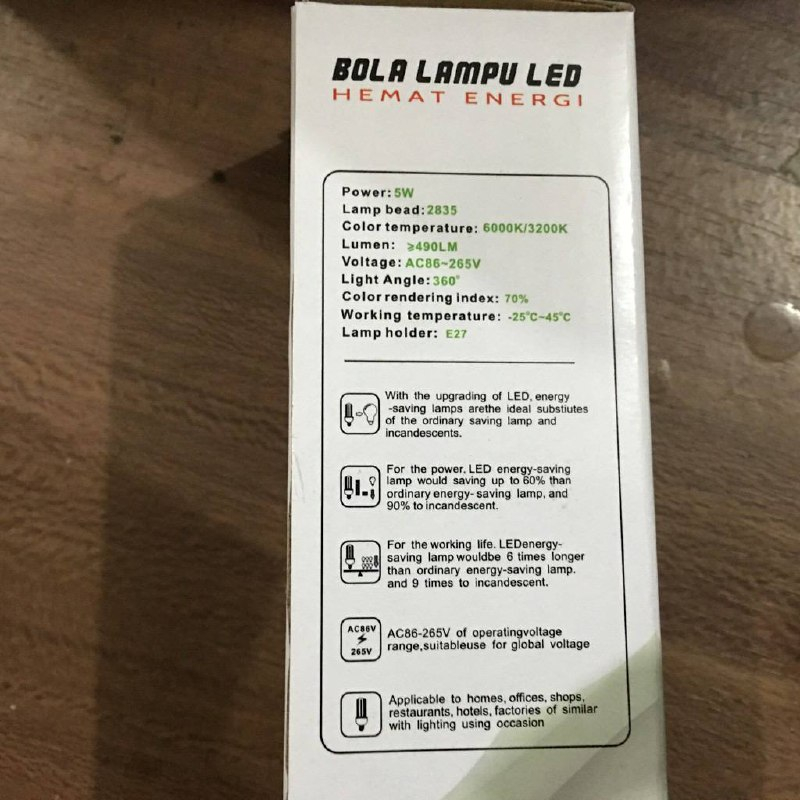 BOLA LAMPU LED
HEMAT ENERGI
Power: 5W
Lamp bead: 2835
Color temperature: 6000K/3200K
Lumen: ≥490LM
Voltage: AC86~265V
Light Angle: 360°
Color rendering index: 70%
Working temperature: -25°C~45°C
Lamp holder: E27
With the upgrading of LED, energy
-saving lamps arethe ideal substiutes
of the ordinary saving lamp and
incandescents.
For the power, LED energy-saving
lamp would saving up to 60% than
ordinary energy- saving lamp, and
90% to incandescent.
For the working life, LEDenergy-
saving lamp wouldbe 6 times longer
than ordinary energy-saving lamp.
and 9 times to incandescent.
AC86V
265V
AC86-265V of operatingvoltage
range,suitableuse for global voltage
Applicable to homes, offices, shops,
restaurants, hotels, factories of similar
with lighting using occasion